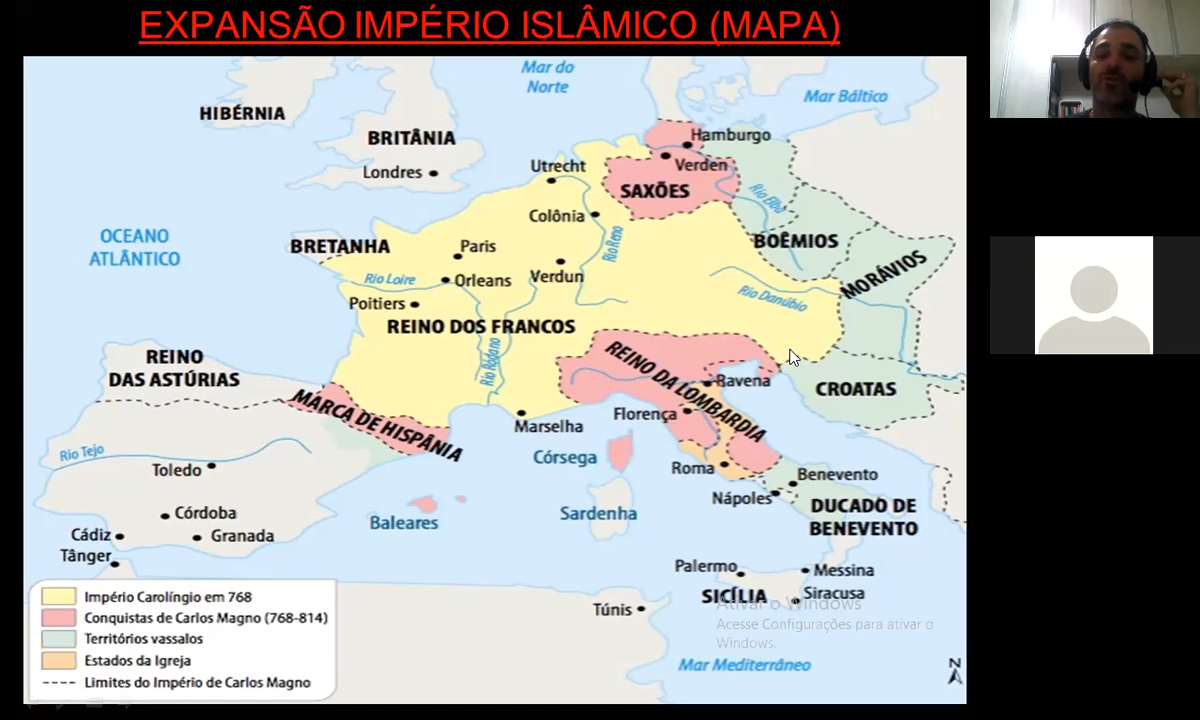 EXPANSÃO IMPÉRIO ISLÂMICO (MAPA)
Mar do
Norte
Mar Báltico
HIBÉRNIA
BRITÂNIA
Londres
Hamburgo
Verden
Utrecht
SAXÕES
Rio Elba
Colônia
OCEANO
ATLÂNTICO
BRETANHA
Paris
Rio Reno
BOÊMIOS
MORÁVIOS
Rio Loire
Orleans
Verdun
Rio Danúbio
Poitiers
REINO DOS FRANCOS
Rio Ródano
REINO
DAS ASTÚRIAS
REINO DA LOMBARDIA
Ravena
CROATAS
MARCA DE HISPÂNIA
Marselha
Florença
Rio Tejo
Toledo
Córsega
Roma
Benevento
Nápoles
DUCADO DE
BENEVENTO
Córdoba
Baleares
Sardenha
Cádiz
Granada
Tânger
Palermo
Messina
SICÍLIA
Siracusa
Túnis
Ativar o Windows
Acesse Configurações para ativar o
Windows.
Mar Mediterrâneo
N
Império Carolíngio em 768
Conquistas de Carlos Magno (768-814)
Territórios vassalos
Estados da Igreja
Limites do Império de Carlos Magno